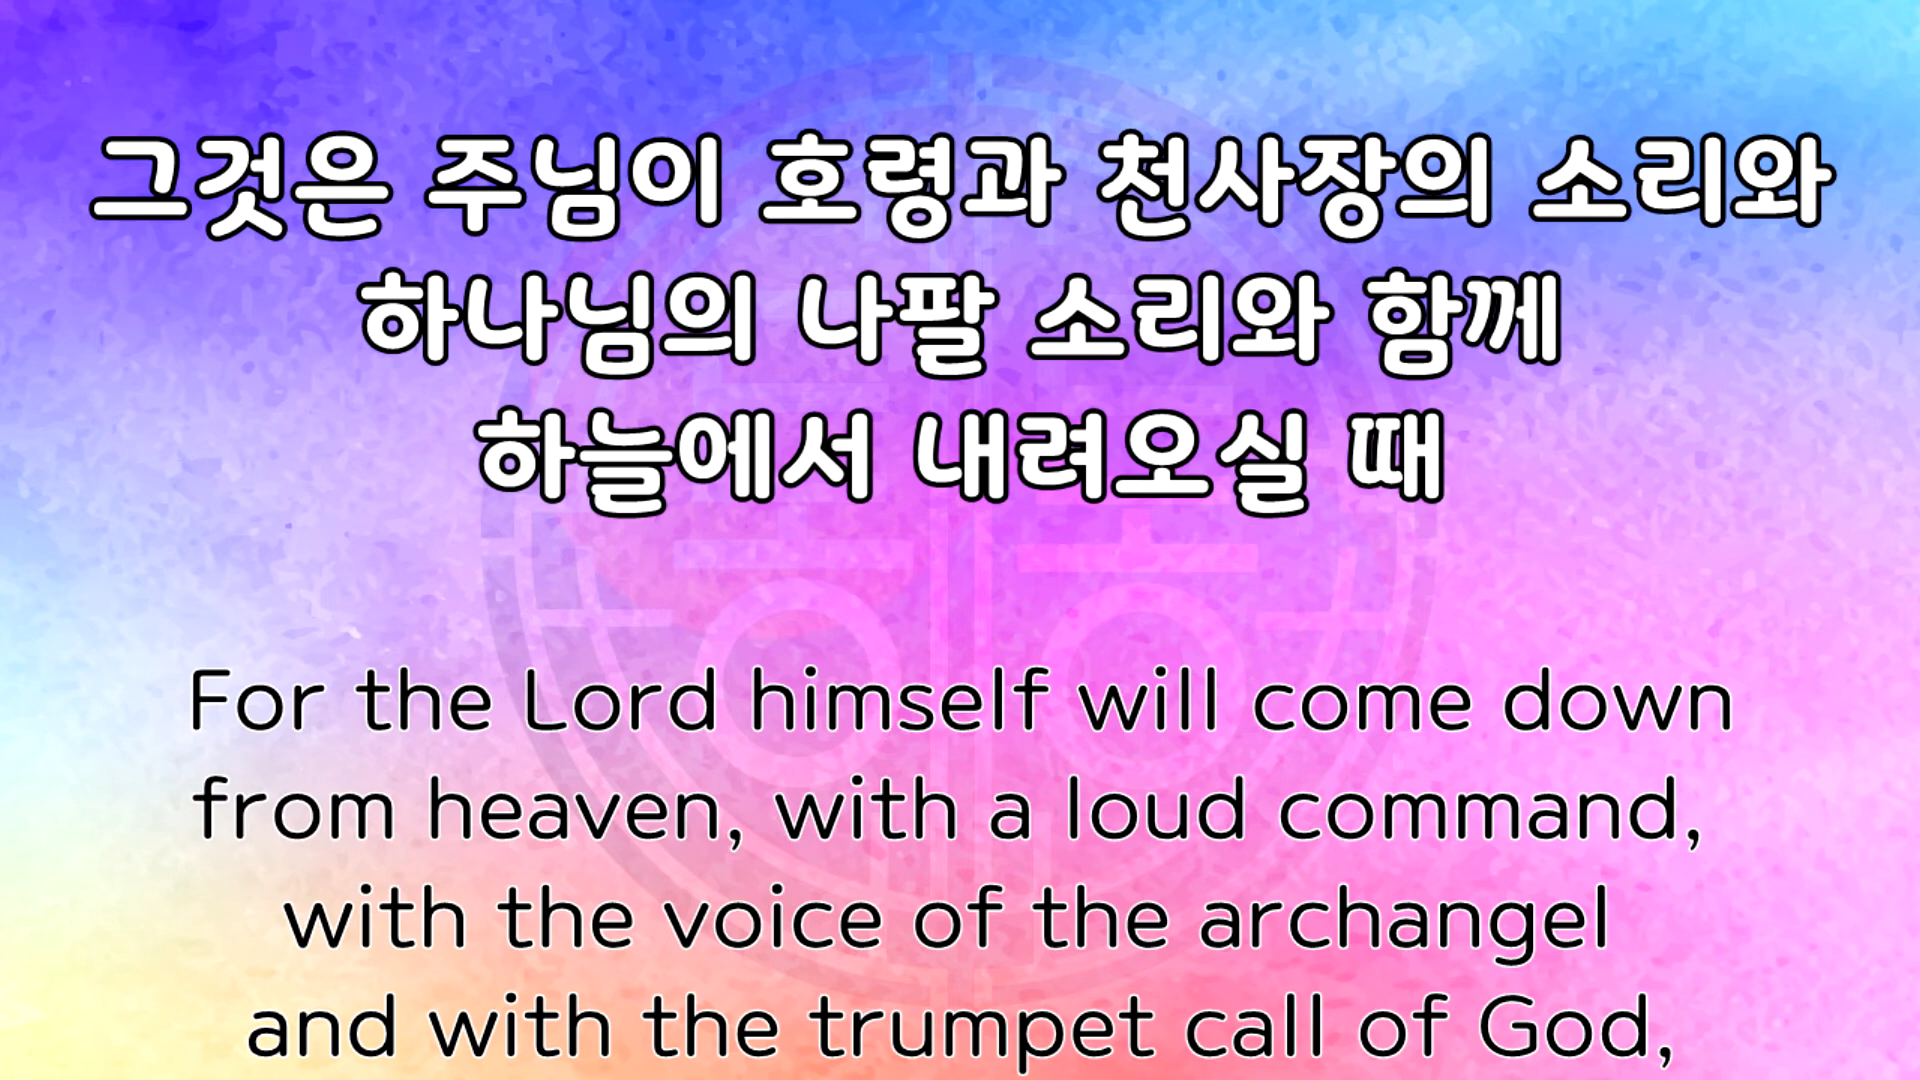 그것은 주님이 호령과 천사장의 소리와
하나님의 나팔 소리와 함께
하늘에서 내려오실 때
For the Lord himself will come down
from heaven, with a loud command,
with the voice of the archangel
and with the trumpet call of God,